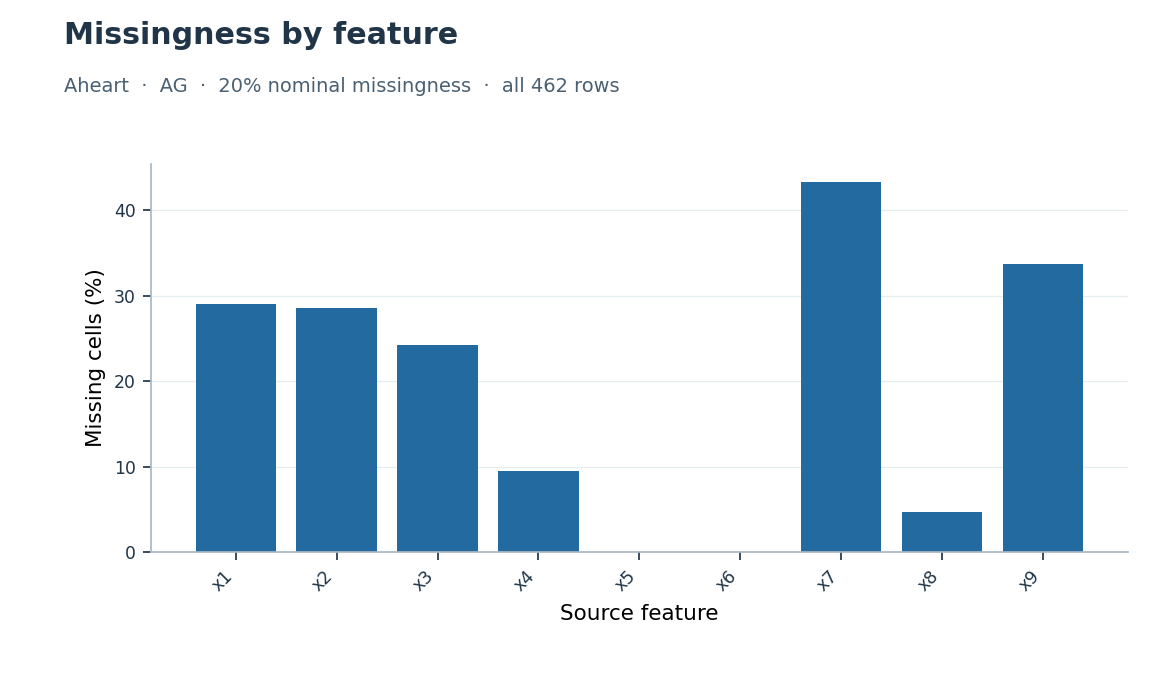 Missingness by feature
Aheart · AG · 20% nominal missingness · all 462 rows
Missing cells (%)
40
30
20
10
0
x1 x2 x3 x4 x5 x6 x7 x8 x9
Source feature